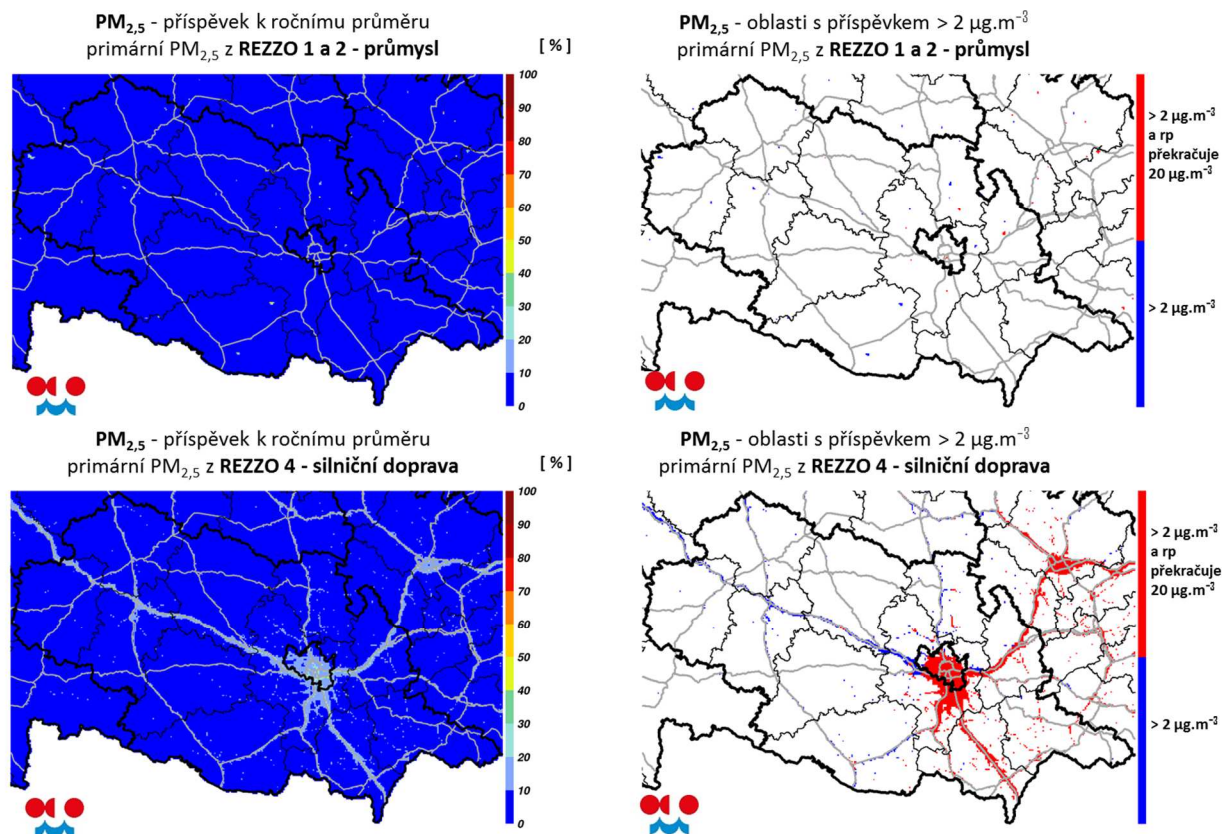 PM2,5 - příspěvek k ročnímu průměru
primární PM2,5 z REZZO 1 a 2 - průmysl
[ % ]
100
90
80
70
60
50
40
30
20
10
0
PM2,5 - oblasti s příspěvkem > 2 µg.m⁻³
primární PM2,5 z REZZO 1 a 2 - průmysl
> 2 µg.m⁻³
a rp
překračuje
20 µg.m⁻³
> 2 µg.m⁻³
PM2,5 - příspěvek k ročnímu průměru
primární PM2,5 z REZZO 4 - silniční doprava
[ % ]
100
90
80
70
60
50
40
30
20
10
0
PM2,5 - oblasti s příspěvkem > 2 µg.m⁻³
primární PM2,5 z REZZO 4 - silniční doprava
> 2 µg.m⁻³
a rp
překračuje
20 µg.m⁻³
> 2 µg.m⁻³